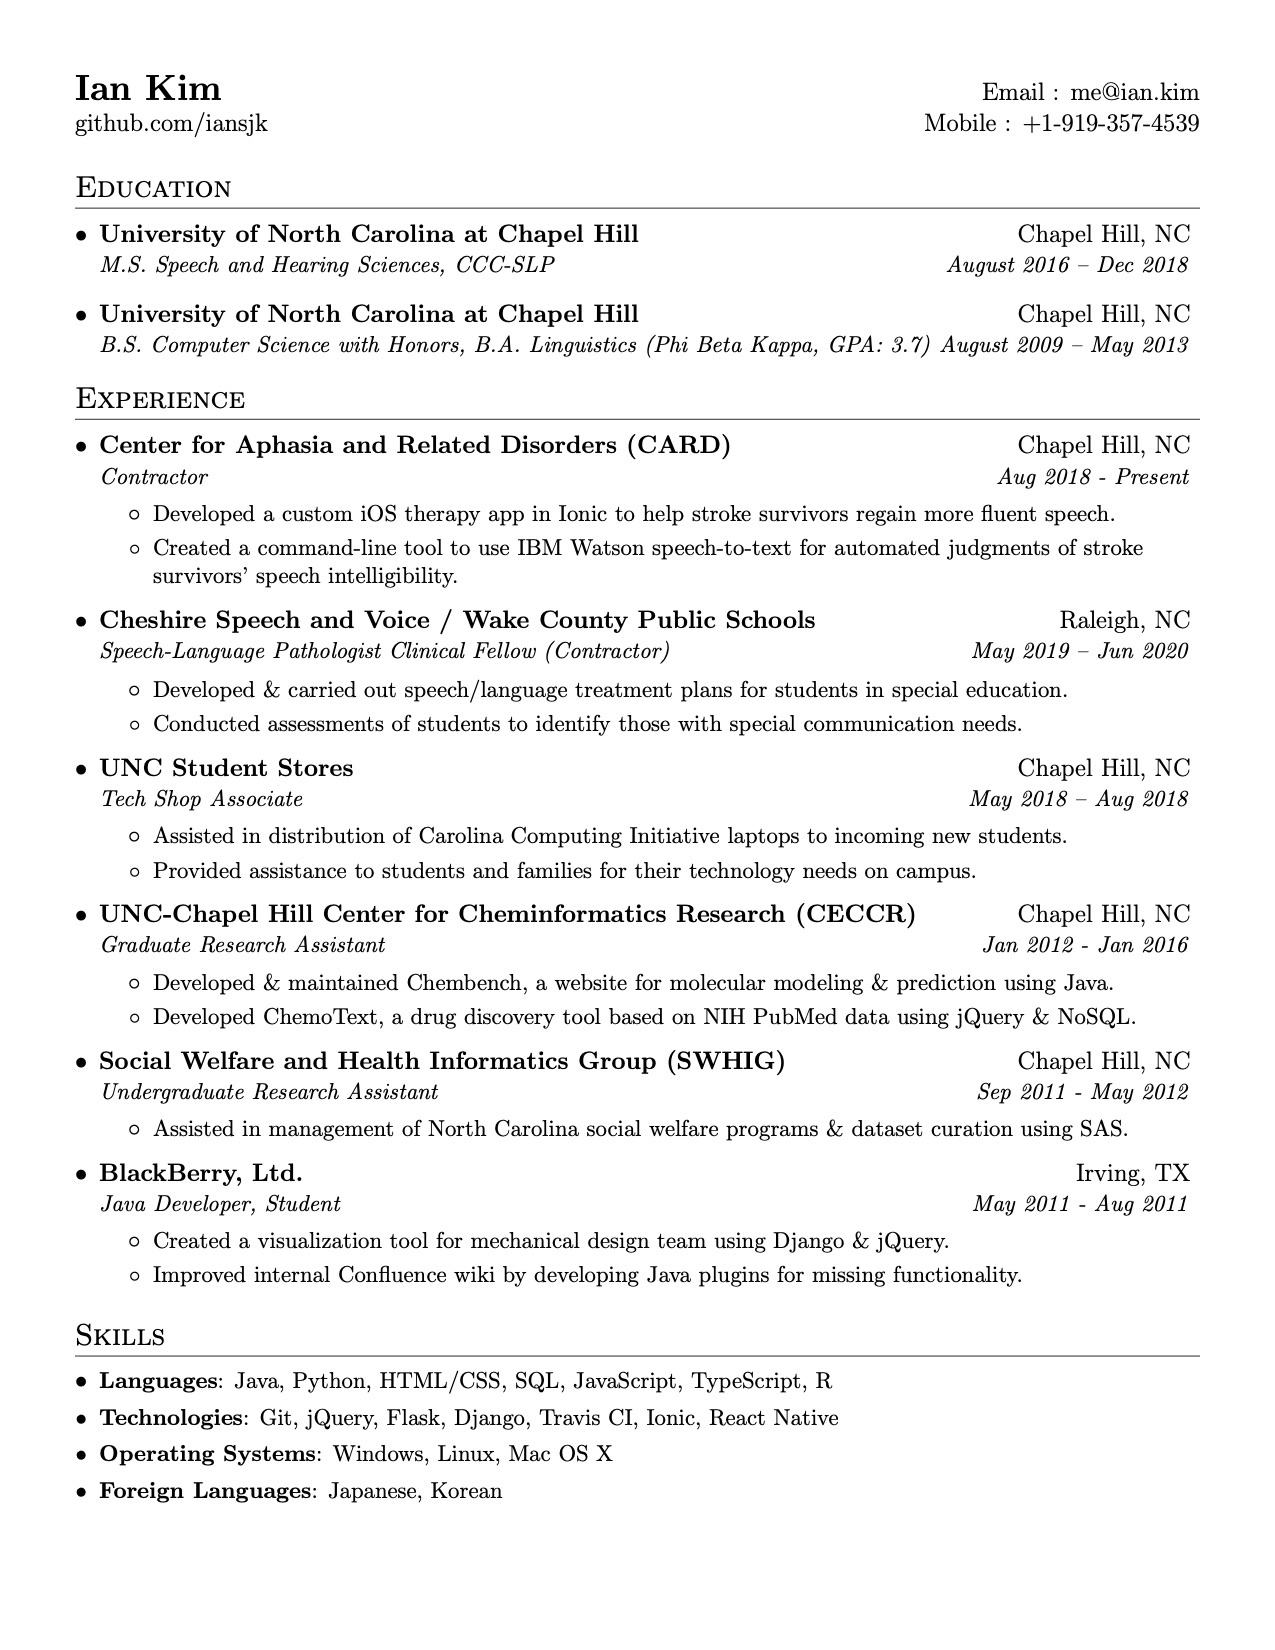 Ian Kim
Email : me@ian.kim
github.com/iansjk
Mobile : +1-919-357-4539
Education
• University of North Carolina at Chapel Hill Chapel Hill, NC
M.S. Speech and Hearing Sciences, CCC-SLP August 2016 – Dec 2018
• University of North Carolina at Chapel Hill Chapel Hill, NC
B.S. Computer Science with Honors, B.A. Linguistics (Phi Beta Kappa, GPA: 3.7) August 2009 – May 2013
Experience
• Center for Aphasia and Related Disorders (CARD) Chapel Hill, NC
Contractor Aug 2018 - Present
◦ Developed a custom iOS therapy app in Ionic to help stroke survivors regain more fluent speech.
◦ Created a command-line tool to use IBM Watson speech-to-text for automated judgments of stroke
survivors’ speech intelligibility.
• Cheshire Speech and Voice / Wake County Public Schools Raleigh, NC
Speech-Language Pathologist Clinical Fellow (Contractor) May 2019 – Jun 2020
◦ Developed & carried out speech/language treatment plans for students in special education.
◦ Conducted assessments of students to identify those with special communication needs.
• UNC Student Stores Chapel Hill, NC
Tech Shop Associate May 2018 – Aug 2018
◦ Assisted in distribution of Carolina Computing Initiative laptops to incoming new students.
◦ Provided assistance to students and families for their technology needs on campus.
• UNC-Chapel Hill Center for Cheminformatics Research (CECCR) Chapel Hill, NC
Graduate Research Assistant Jan 2012 - Jan 2016
◦ Developed & maintained Chembench, a website for molecular modeling & prediction using Java.
◦ Developed ChemoText, a drug discovery tool based on NIH PubMed data using jQuery & NoSQL.
• Social Welfare and Health Informatics Group (SWHIG) Chapel Hill, NC
Undergraduate Research Assistant Sep 2011 - May 2012
◦ Assisted in management of North Carolina social welfare programs & dataset curation using SAS.
• BlackBerry, Ltd. Irving, TX
Java Developer, Student May 2011 - Aug 2011
◦ Created a visualization tool for mechanical design team using Django & jQuery.
◦ Improved internal Confluence wiki by developing Java plugins for missing functionality.
Skills
• Languages: Java, Python, HTML/CSS, SQL, JavaScript, TypeScript, R
• Technologies: Git, jQuery, Flask, Django, Travis CI, Ionic, React Native
• Operating Systems: Windows, Linux, Mac OS X
• Foreign Languages: Japanese, Korean